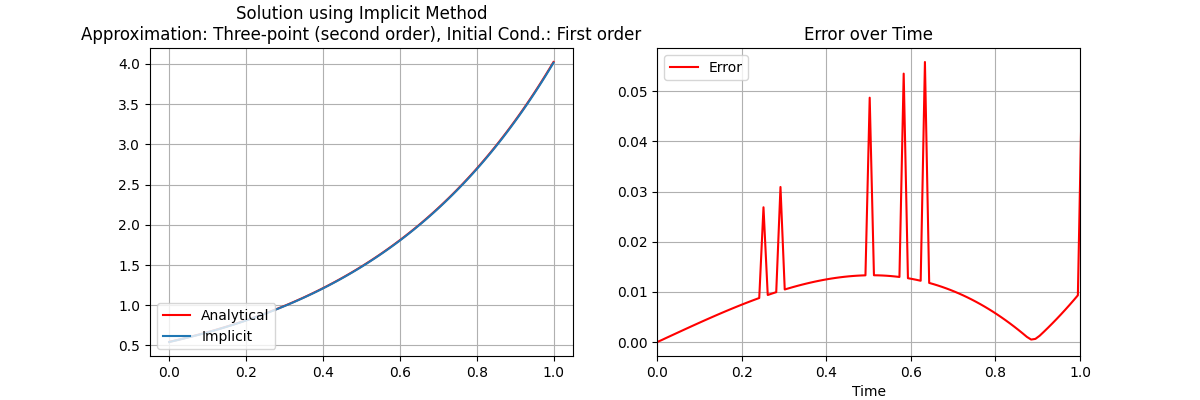 Solution using Implicit Method
Approximation: Three-point (second order), Initial Cond.: First order
4.0
3.5
3.0
2.5
2.0
1.5
1.0
0.5
Analytical
Implicit
0.0 0.2 0.4 0.6 0.8 1.0
Error over Time
Error
0.05
0.04
0.03
0.02
0.01
0.00
0.0 0.2 0.4 0.6 0.8 1.0
Time